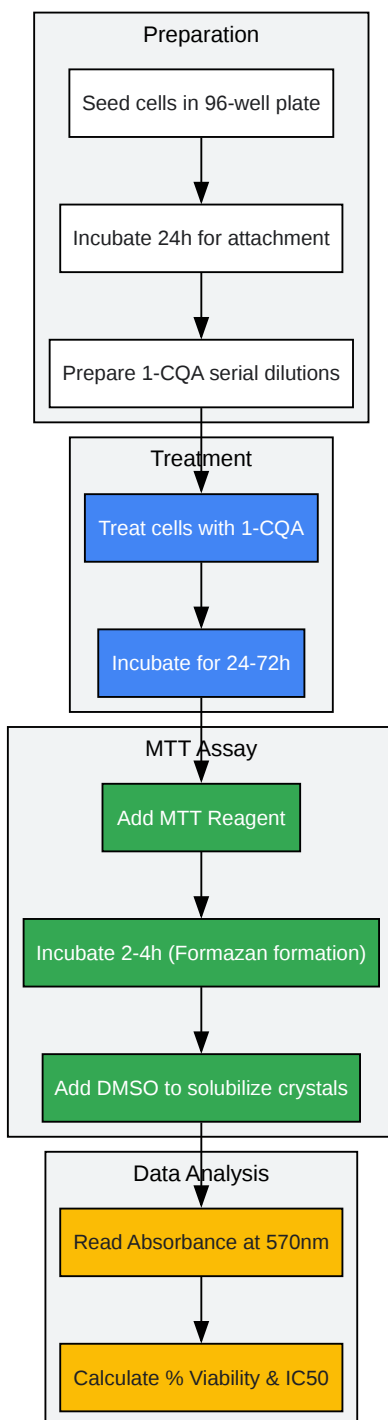 Preparation
Seed cells in 96-well plate
Incubate 24h for attachment
Prepare 1-CQA serial dilutions
Treatment
Treat cells with 1-CQA
Incubate for 24-72h
MTT Assay
Add MTT Reagent
Incubate 2-4h (Formazan formation)
Add DMSO to solubilize crystals
Data Analysis
Read Absorbance at 570nm
Calculate % Viability & IC50